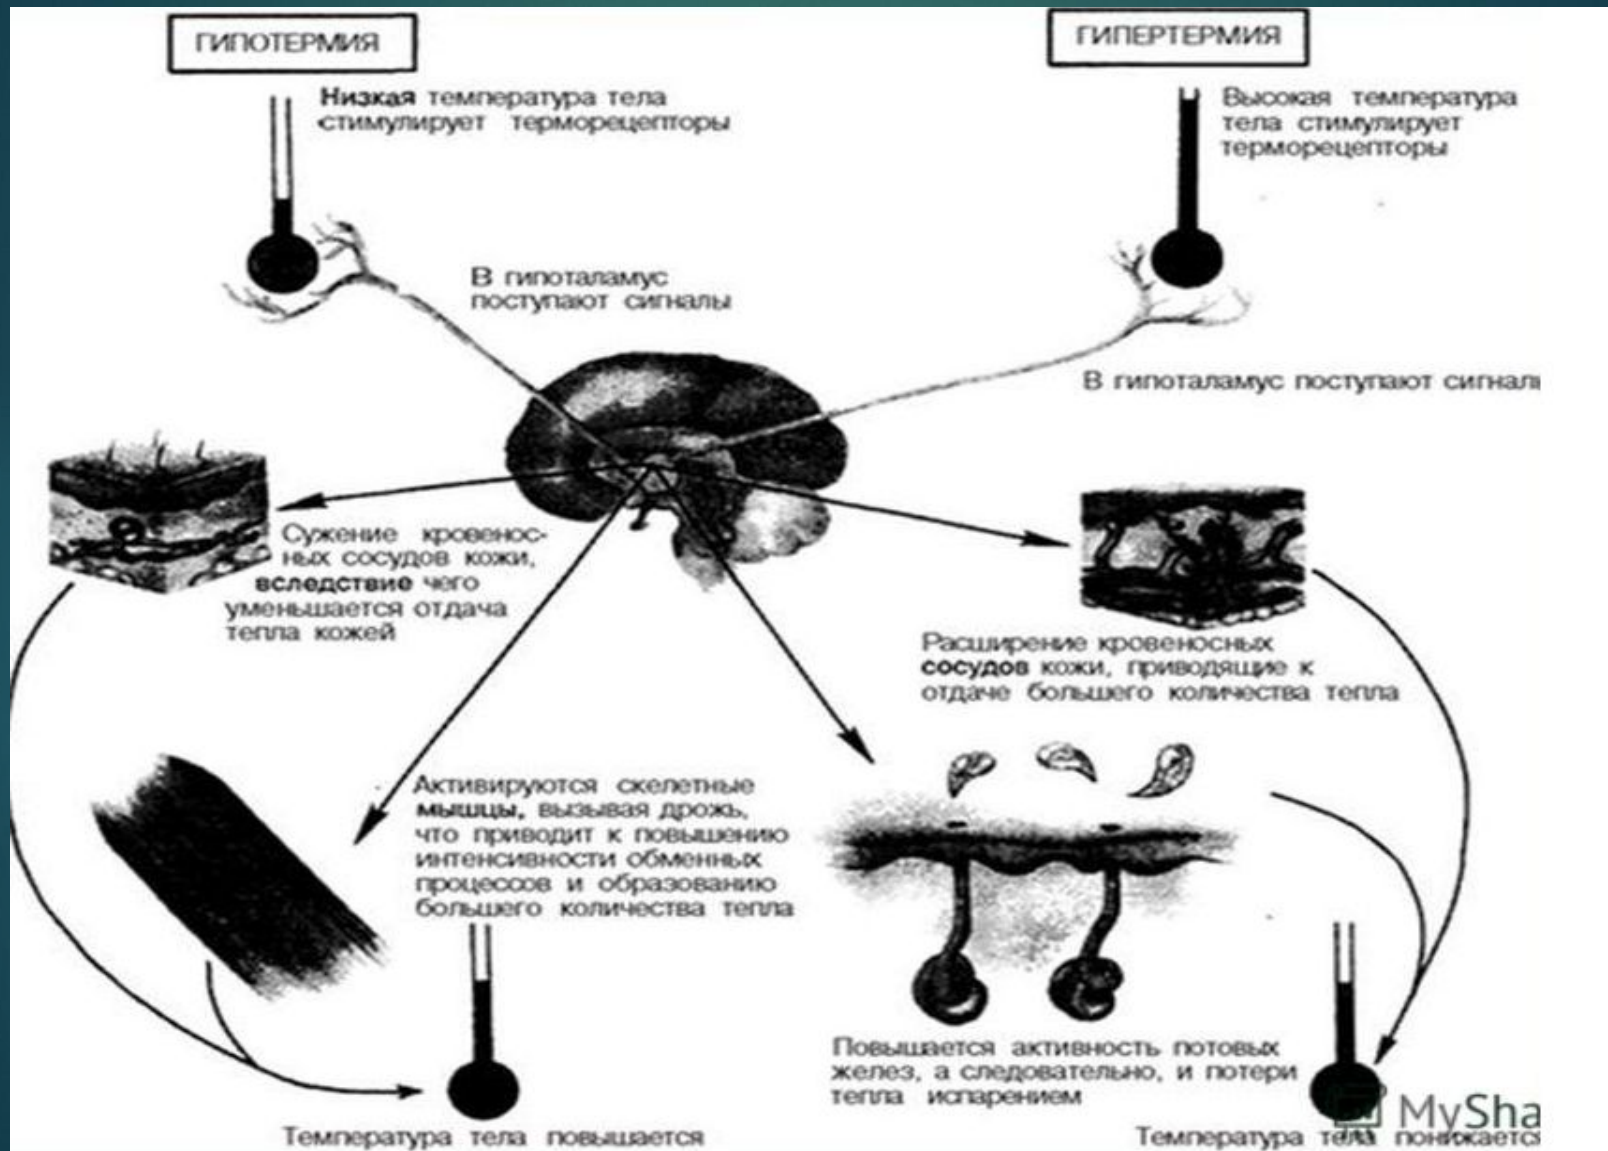 ГИПОТЕРМИЯ
Низкая температура тела
стимулирует терморецепторы
ГИПЕРТЕРМИЯ
Высокая температура
тела стимулирует
терморецепторы
В гипоталамус
поступают сигналы
В гипоталамус поступают сигналы
Сужение кровенос-
ных сосудов кожи,
вследствие чего
уменьшается отдача
тепла кожей
Расширение кровеносных
сосудов кожи, приводящие к
отдаче большего количества тепла
Активируются скелетные
мышцы, вызывая дрожь,
что приводит к повышению
интенсивности обменных
процессов и образованию
большего количества тепла
Повышается активность потовых
желез, а следовательно, и потери
тепла испарением
Температура тела повышается
Температура тела понижается
MySha